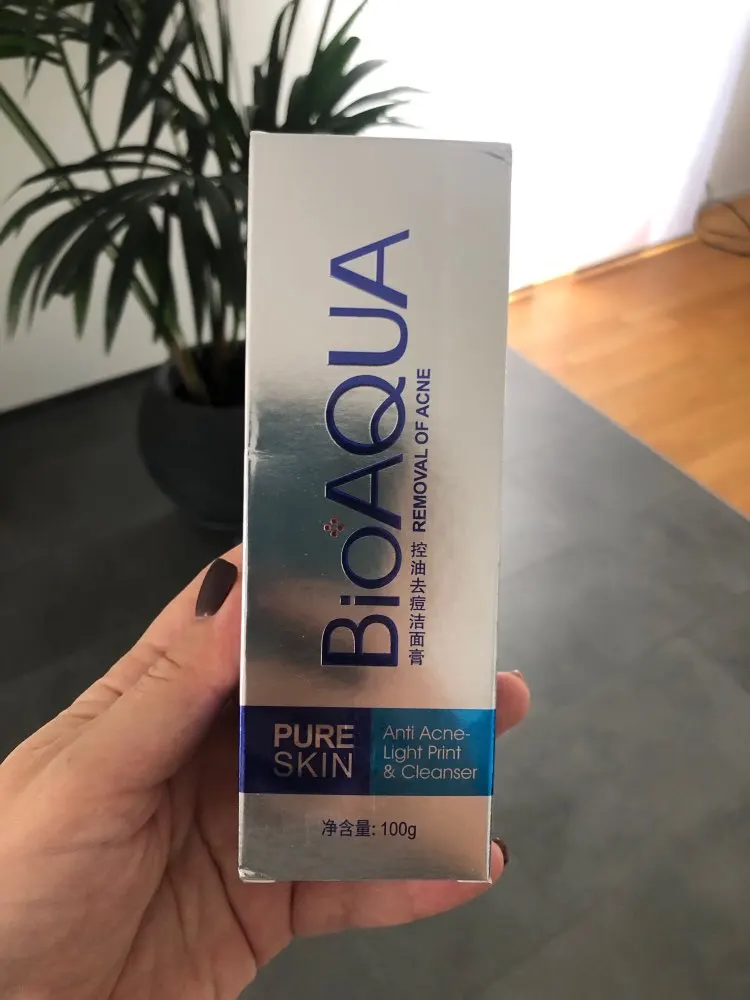 BioAQUA
REMOVAL OF ACNE
控油去痘洁面膏
PURE
SKIN
Anti Acne-
Light Print
& Cleanser
净含量: 100g